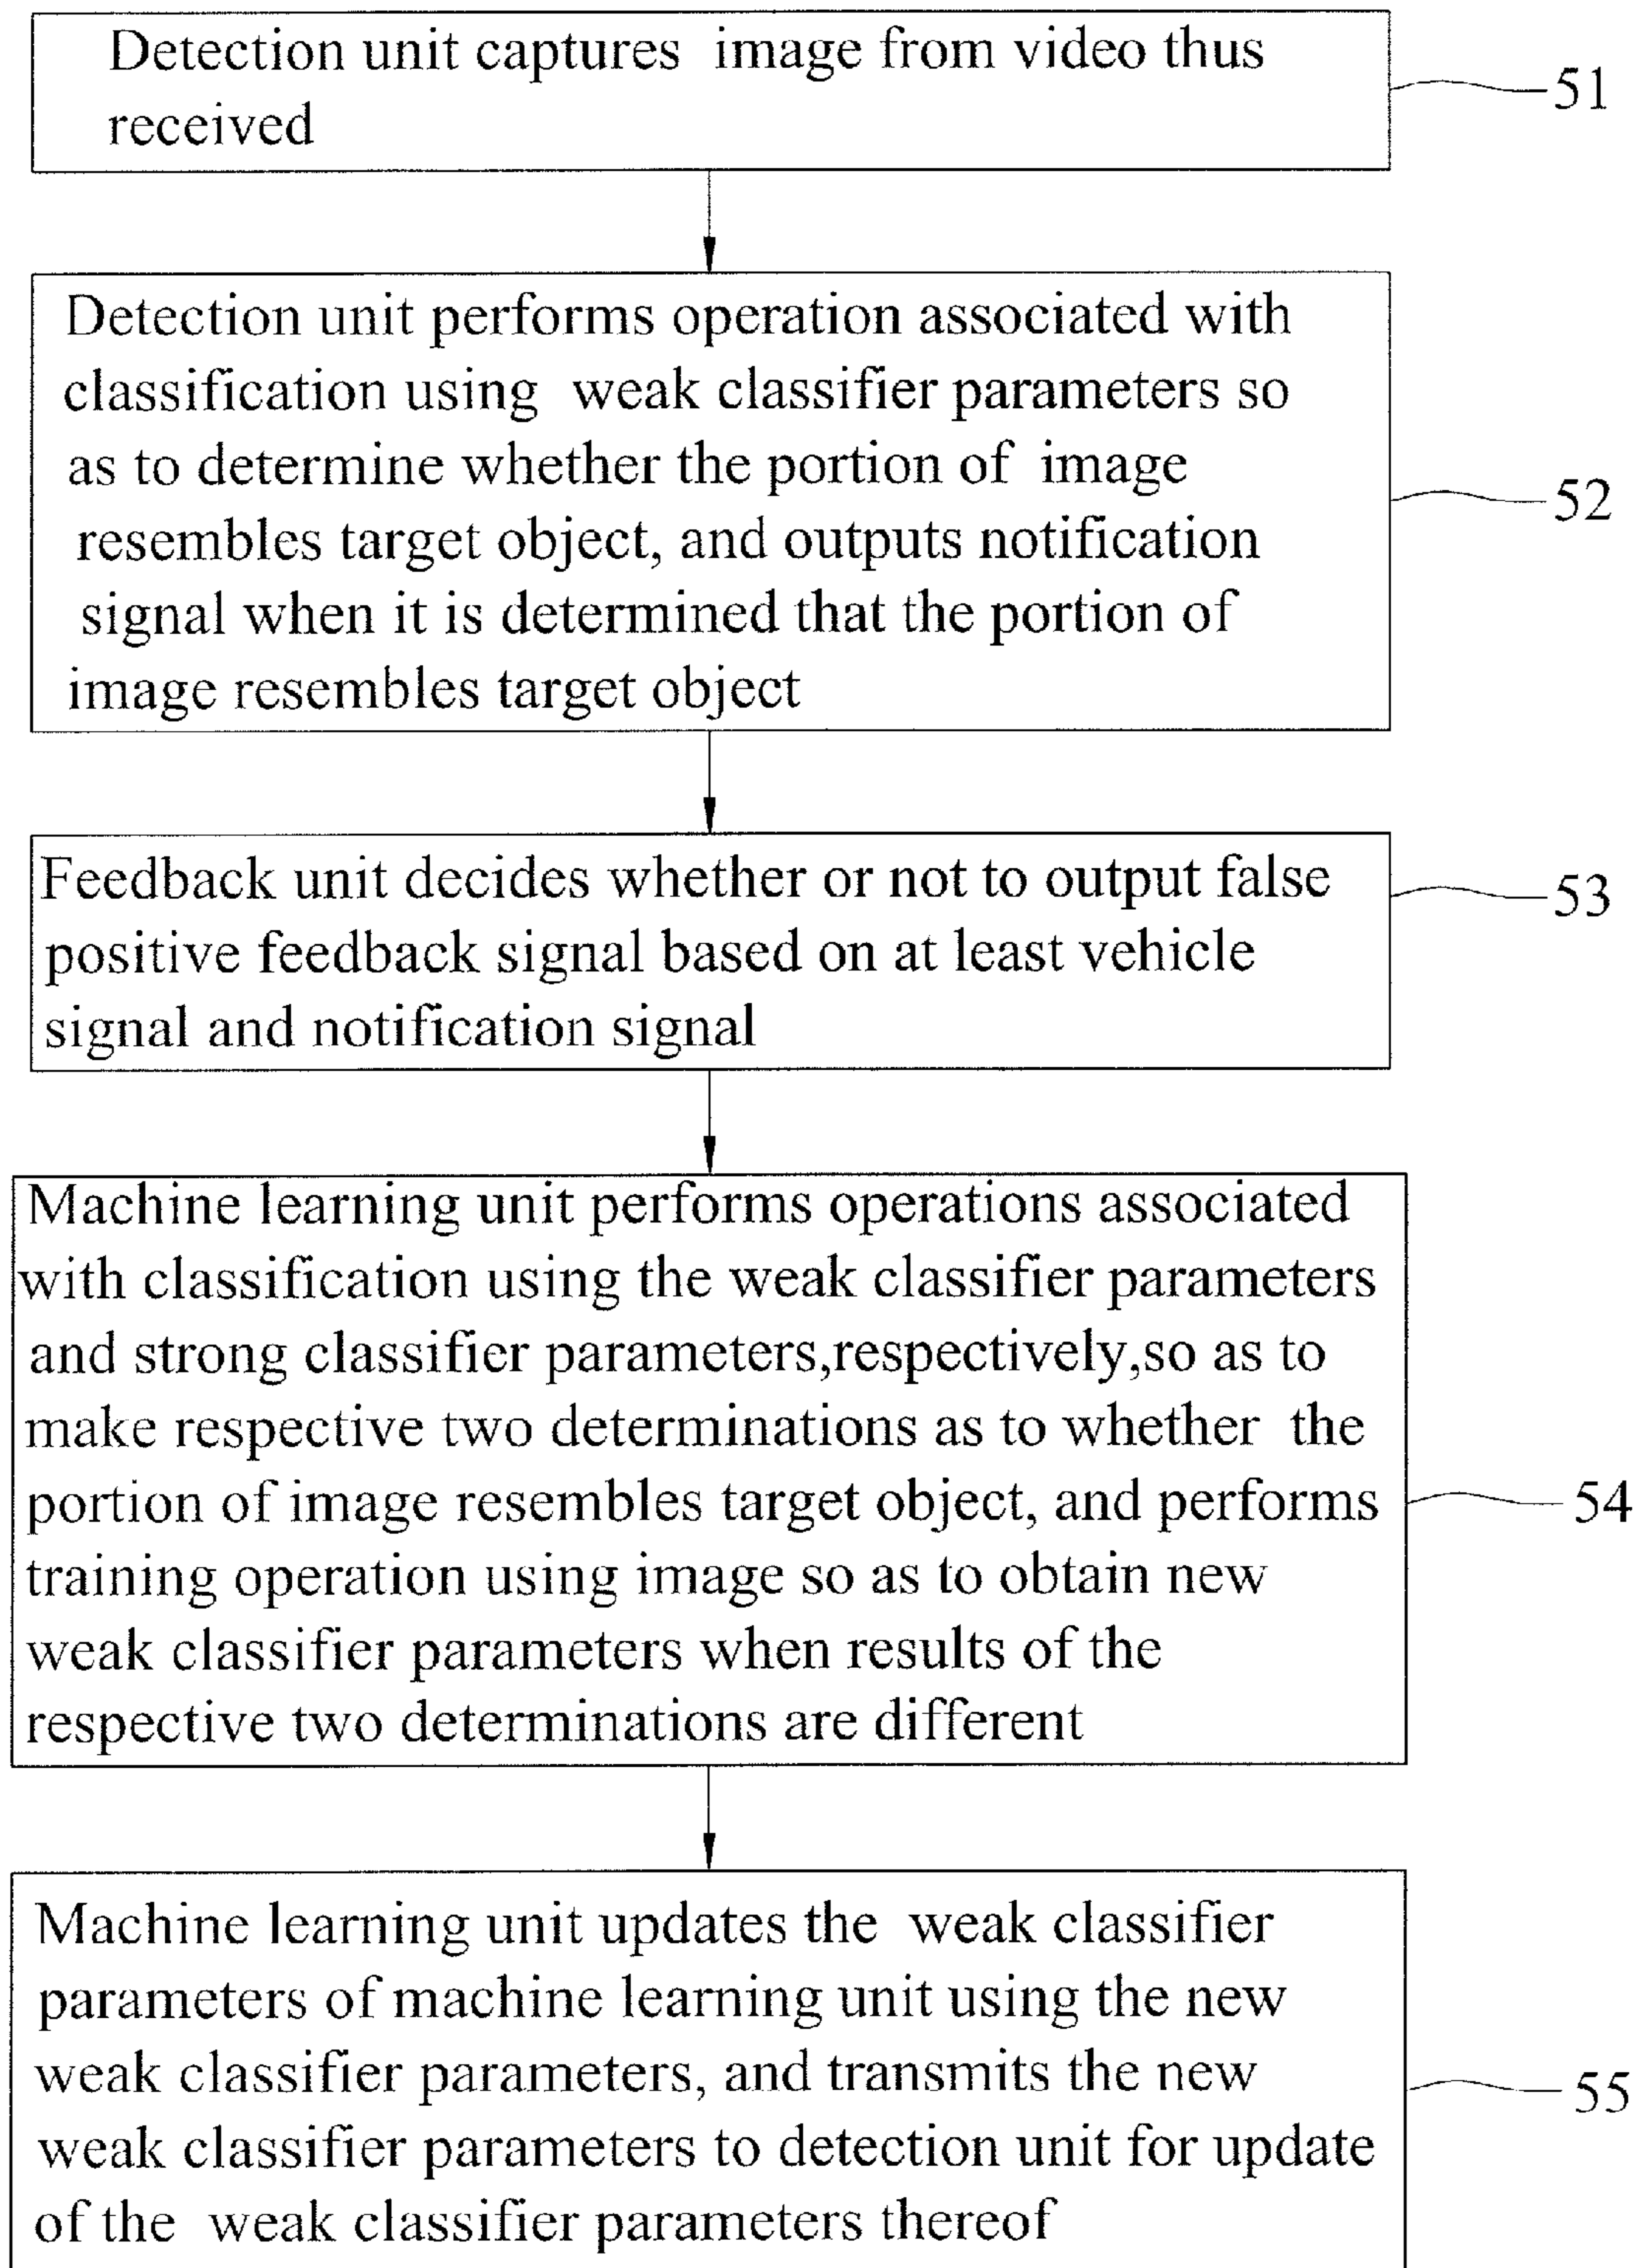 Detection unit captures image from video thus
received
51
Detection unit performs operation associated with
classification using weak classifier parameters so
as to determine whether the portion of image
resembles target object, and outputs notification
signal when it is determined that the portion of
image resembles target object
52
Feedback unit decides whether or not to output false
positive feedback signal based on at least vehicle
signal and notification signal
53
Machine learning unit performs operations associated
with classification using the weak classifier parameters
and strong classifier parameters,respectively,so as to
make respective two determinations as to whether the
portion of image resembles target object, and performs
training operation using image so as to obtain new
weak classifier parameters when results of the
respective two determinations are different
54
Machine learning unit updates the weak classifier
parameters of machine learning unit using the new
weak classifier parameters, and transmits the new
weak classifier parameters to detection unit for update
of the weak classifier parameters thereof
55